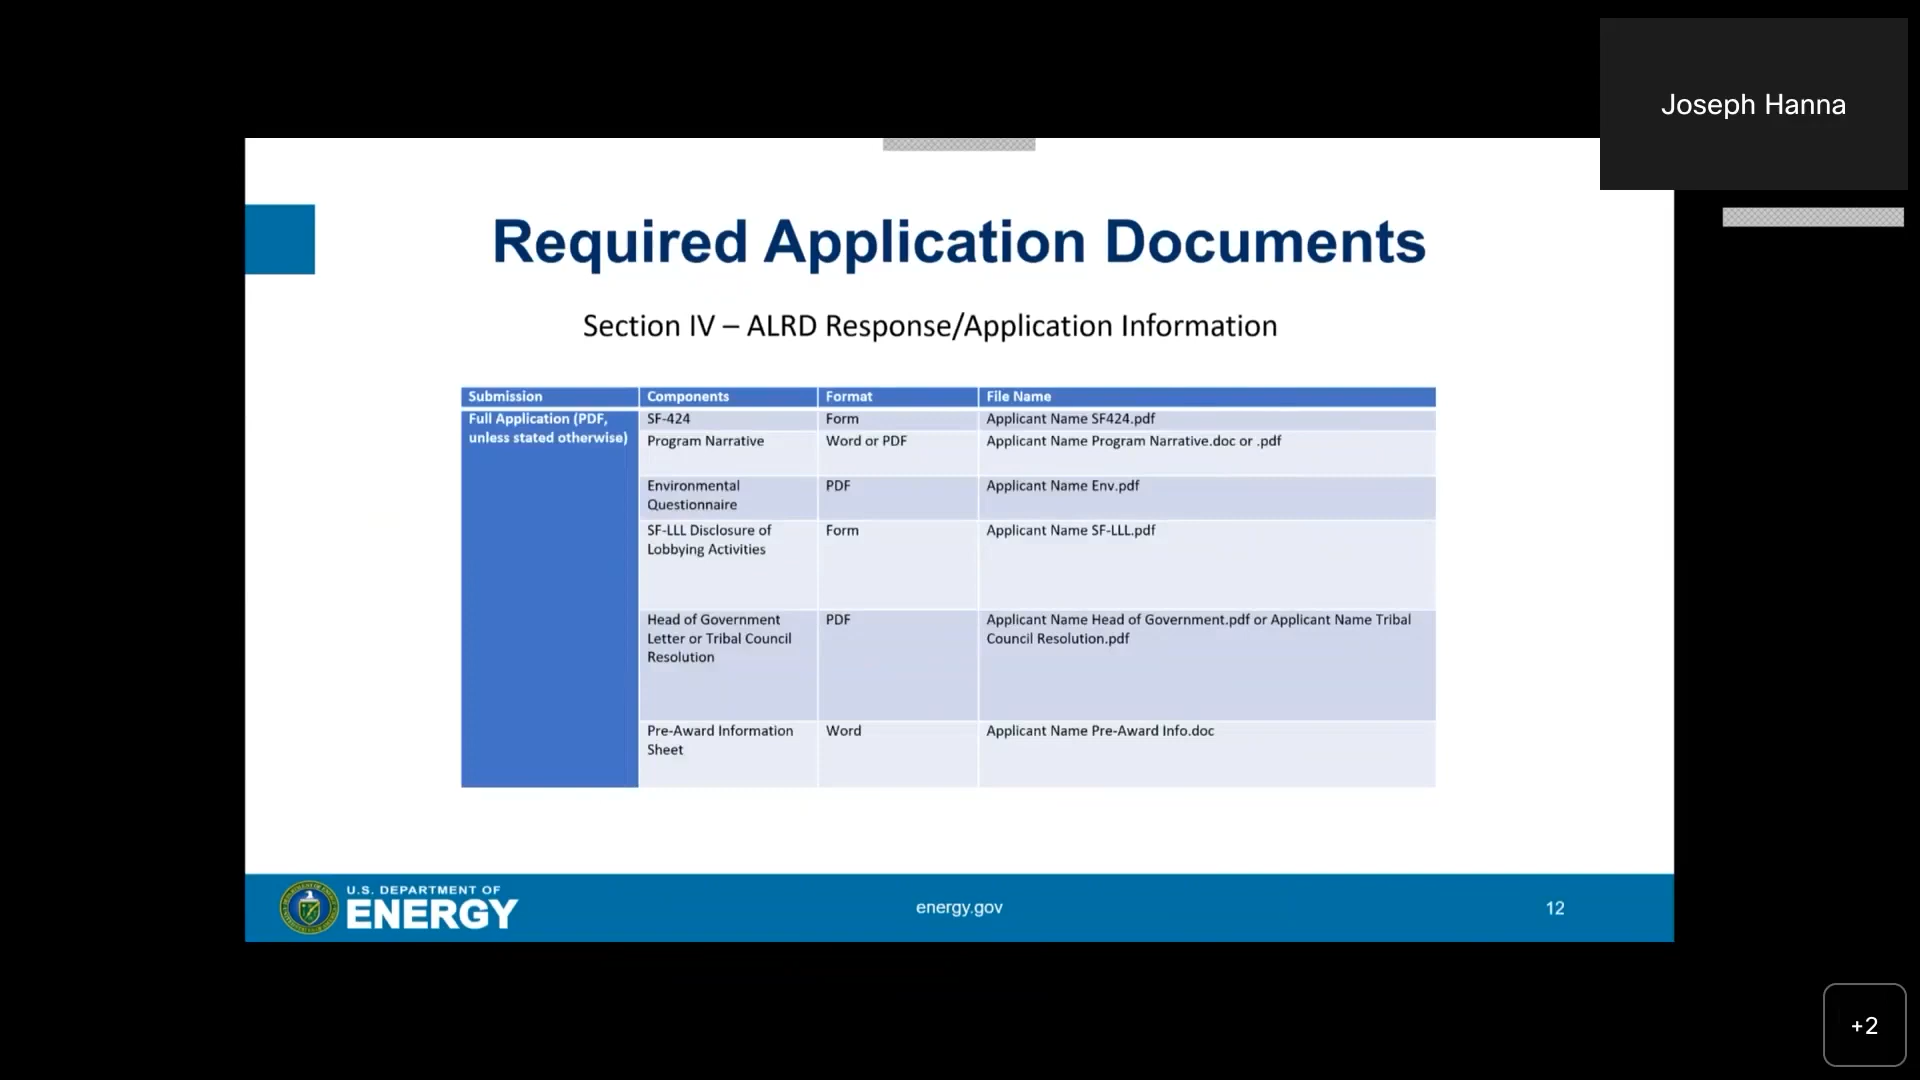 Joseph Hanna
Required Application Documents
Section IV – ALRD Response/Application Information
Submission Components Format File Name
Full Application (PDF,
unless stated otherwise)
SF-424 Form Applicant Name SF424.pdf
Program Narrative Word or PDF Applicant Name Program Narrative.doc or .pdf
Environmental
Questionnaire
PDF Applicant Name Env.pdf
SF-LLL Disclosure of
Lobbying Activities
Form Applicant Name SF-LLL.pdf
Head of Government
Letter or Tribal Council
Resolution
PDF
Applicant Name Head of Government.pdf or Applicant Name Tribal
Council Resolution.pdf
Pre-Award Information
Sheet
Word Applicant Name Pre-Award Info.doc
U.S. DEPARTMENT OF
ENERGY
energy.gov
12
+2